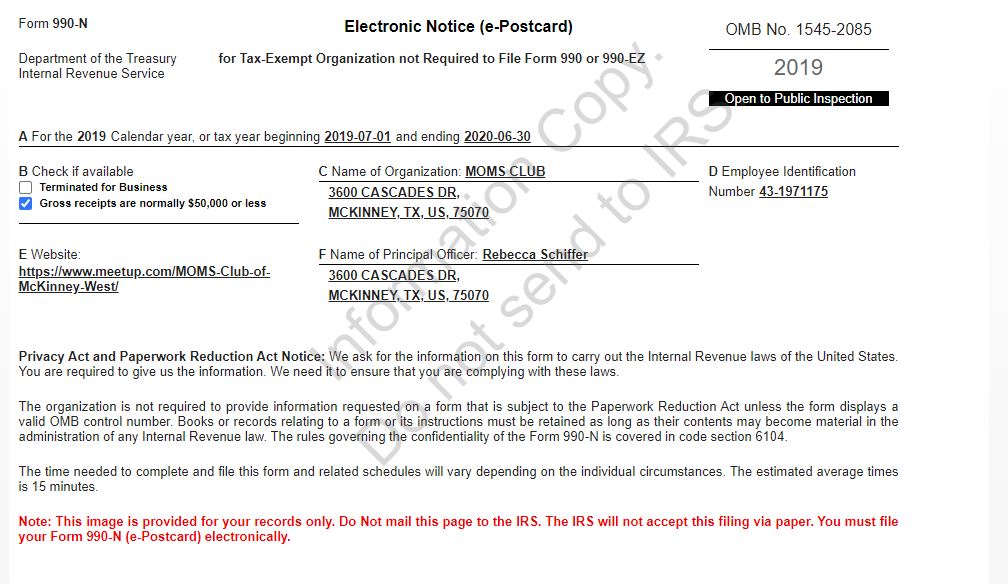 Form 990-N
Electronic Notice (e-Postcard)
OMB No. 1545-2085
Department of the Treasury
Internal Revenue Service
for Tax-Exempt Organization not Required to File Form 990 or 990-EZ
2019
Open to Public Inspection
A For the 2019 Calendar year, or tax year beginning 2019-07-01 and ending 2020-06-30
B Check if available
Terminated for Business
Gross receipts are normally $50,000 or less
C Name of Organization: MOMS CLUB
3600 CASCADES DR,
MCKINNEY, TX, US, 75070
D Employee Identification
Number 43-1971175
E Website:
https://www.meetup.com/MOMS-Club-of-
McKinney-West/
F Name of Principal Officer: Rebecca Schiffer
3600 CASCADES DR,
MCKINNEY, TX, US, 75070
Privacy Act and Paperwork Reduction Act Notice: We ask for the information on this form to carry out the Internal Revenue laws of the United States.
You are required to give us the information. We need it to ensure that you are complying with these laws.
The organization is not required to provide information requested on a form that is subject to the Paperwork Reduction Act unless the form displays a
valid OMB control number. Books or records relating to a form or its instructions must be retained as long as their contents may become material in the
administration of any Internal Revenue law. The rules governing the confidentiality of the Form 990-N is covered in code section 6104.
The time needed to complete and file this form and related schedules will vary depending on the individual circumstances. The estimated average times
is 15 minutes.
Note: This image is provided for your records only. Do Not mail this page to the IRS. The IRS will not accept this filing via paper. You must file
your Form 990-N (e-Postcard) electronically.
Information Copy.
Do not send to IRS